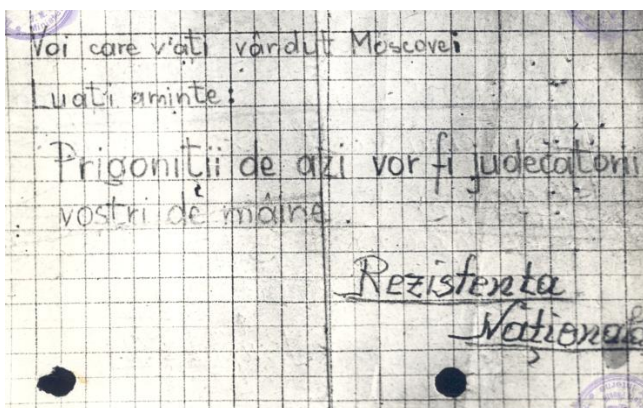 Voi care v'ați vândut Moscovei
Luați aminte:
Prigoniții de azi vor fi judecătorii
voștri de mâine.
Rezistența
Națională